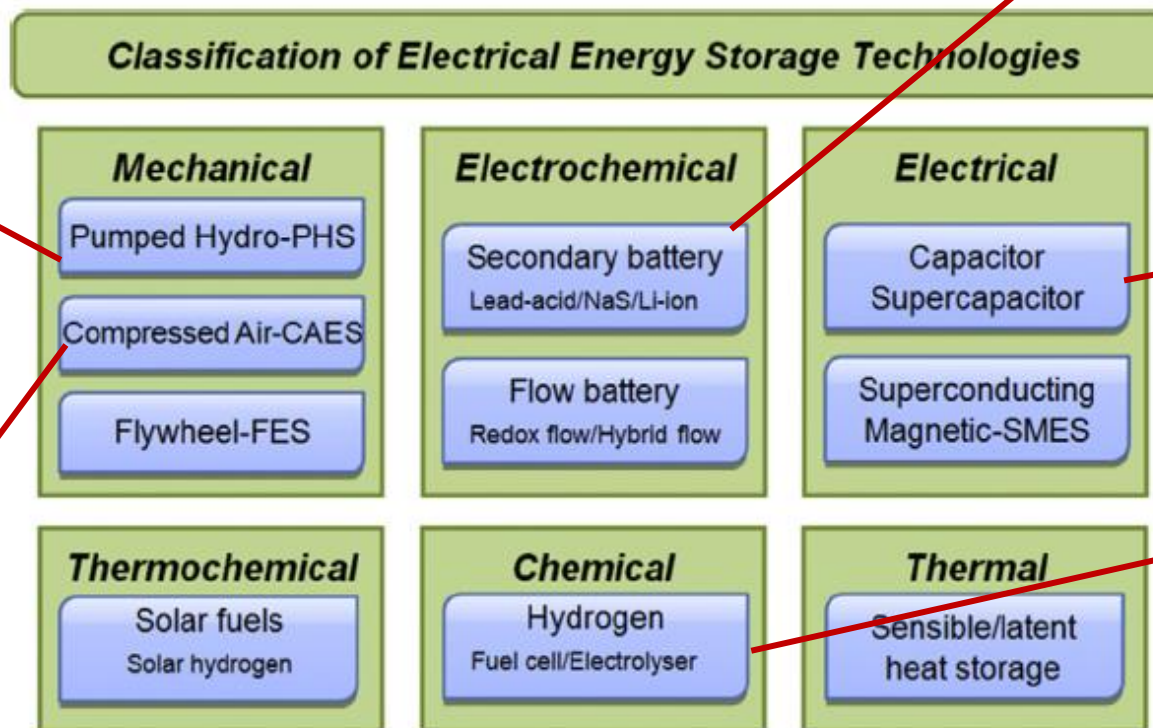 Classification of Electrical Energy Storage Technologies
Mechanical
Pumped Hydro-PHS
Compressed Air-CAES
Flywheel-FES
Electrochemical
Secondary battery
Lead-acid/NaS/Li-ion
Flow battery
Redox flow/Hybrid flow
Electrical
Capacitor
Supercapacitor
Superconducting
Magnetic-SMES
Thermochemical
Solar fuels
Solar hydrogen
Chemical
Hydrogen
Fuel cell/Electrolyser
Thermal
Sensible/latent
heat storage